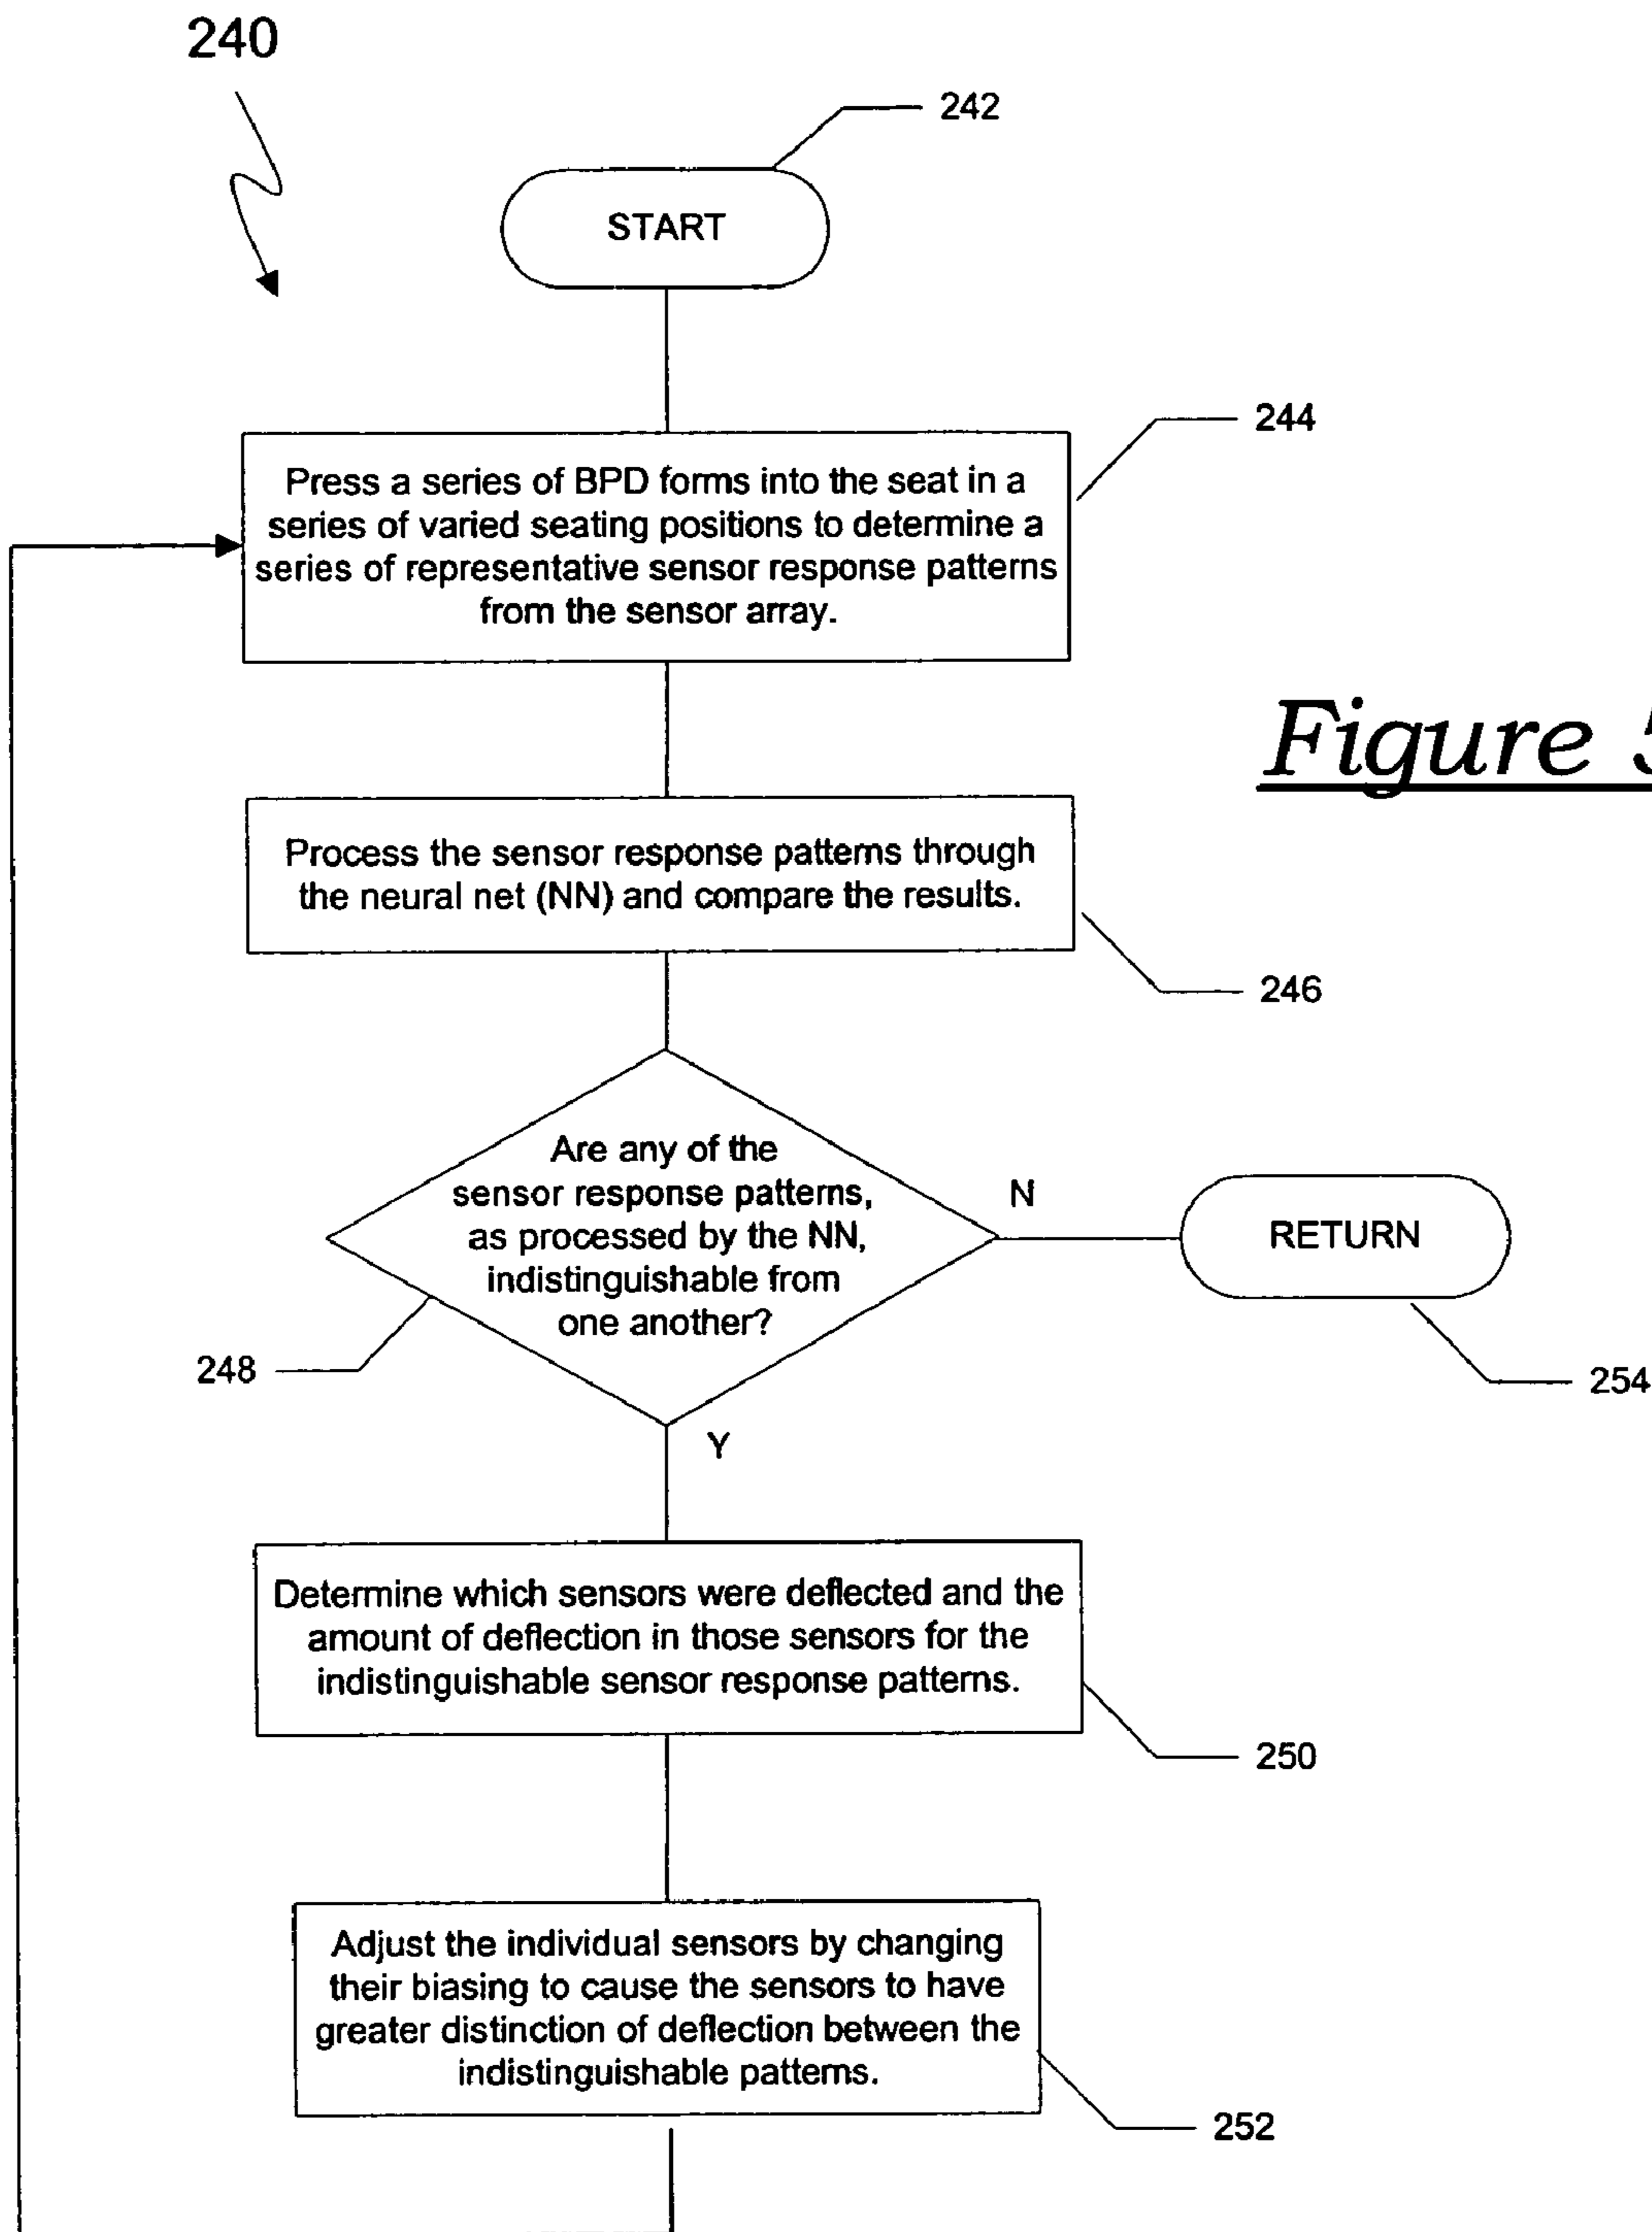 240
242
START
244
Press a series of BPD forms into the seat in a
series of varied seating positions to determine a
series of representative sensor response patterns
from the sensor array.
Figure 5
Process the sensor response patterns through
the neural net (NN) and compare the results.
246
Are any of the
sensor response patterns,
as processed by the NN,
indistinguishable from
one another?
N
RETURN
248
254
Y
Determine which sensors were deflected and the
amount of deflection in those sensors for the
indistinguishable sensor response patterns.
250
Adjust the individual sensors by changing
their biasing to cause the sensors to have
greater distinction of deflection between the
indistinguishable patterns.
252